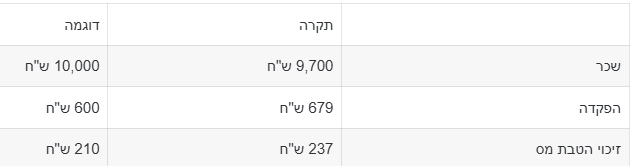 תקרה דוגמה
שכר 9,700 ש"ח 10,000 ש"ח
הפקדה 679 ש"ח 600 ש"ח
זיכוי הטבת מס 237 ש"ח 210 ש"ח